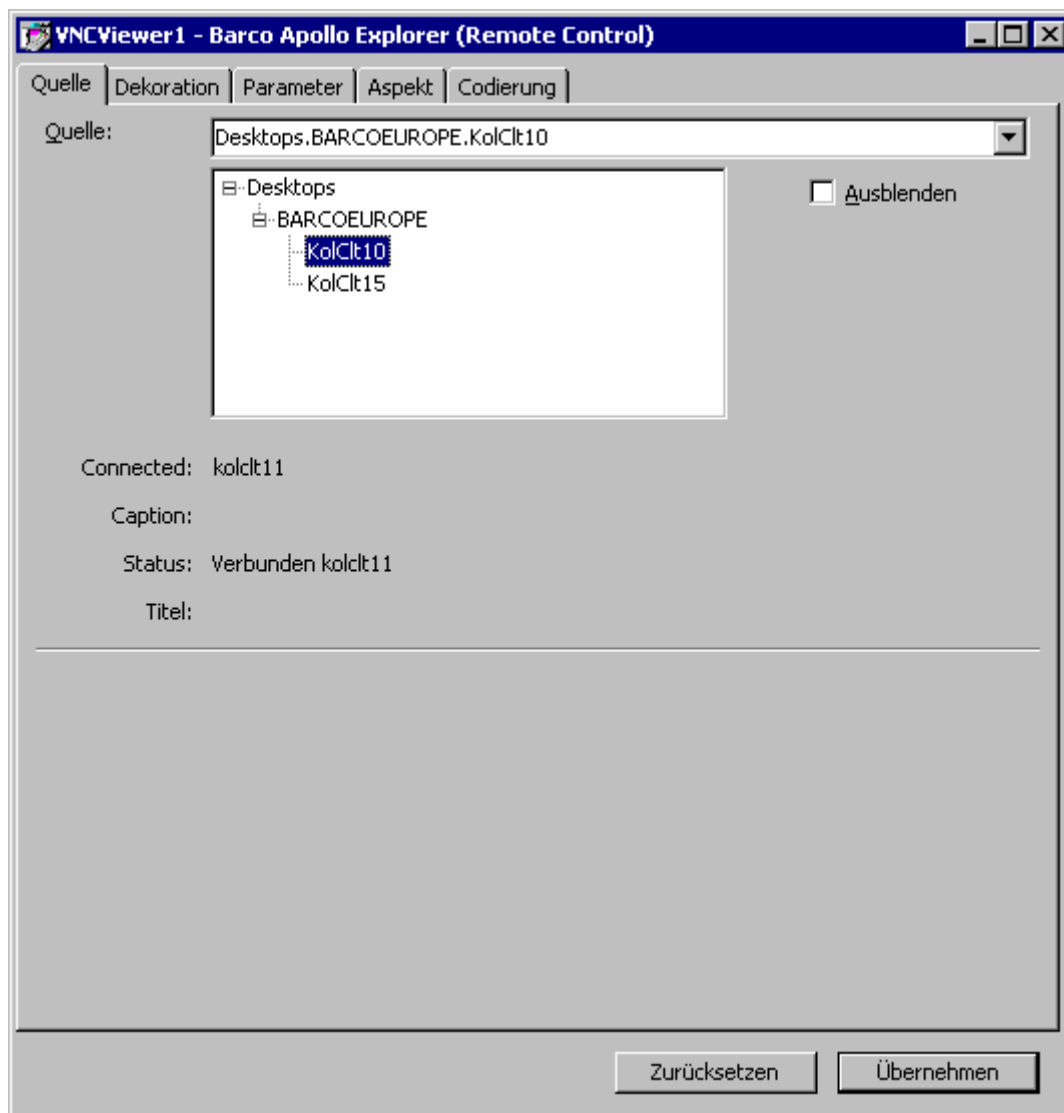 VNCViewer1 - Barco Apollo Explorer (Remote Control)
Quelle Dekoration Parameter Aspekt Codierung
Quelle: Desktops.BARCOEUROPE.KolClt10
Desktops
Ausblenden
BARCOEUROPE
KolClt10
KolClt15
Connected: kolclt11
Caption:
Status: Verbunden kolclt11
Titel:
Zurücksetzen Übernehmen